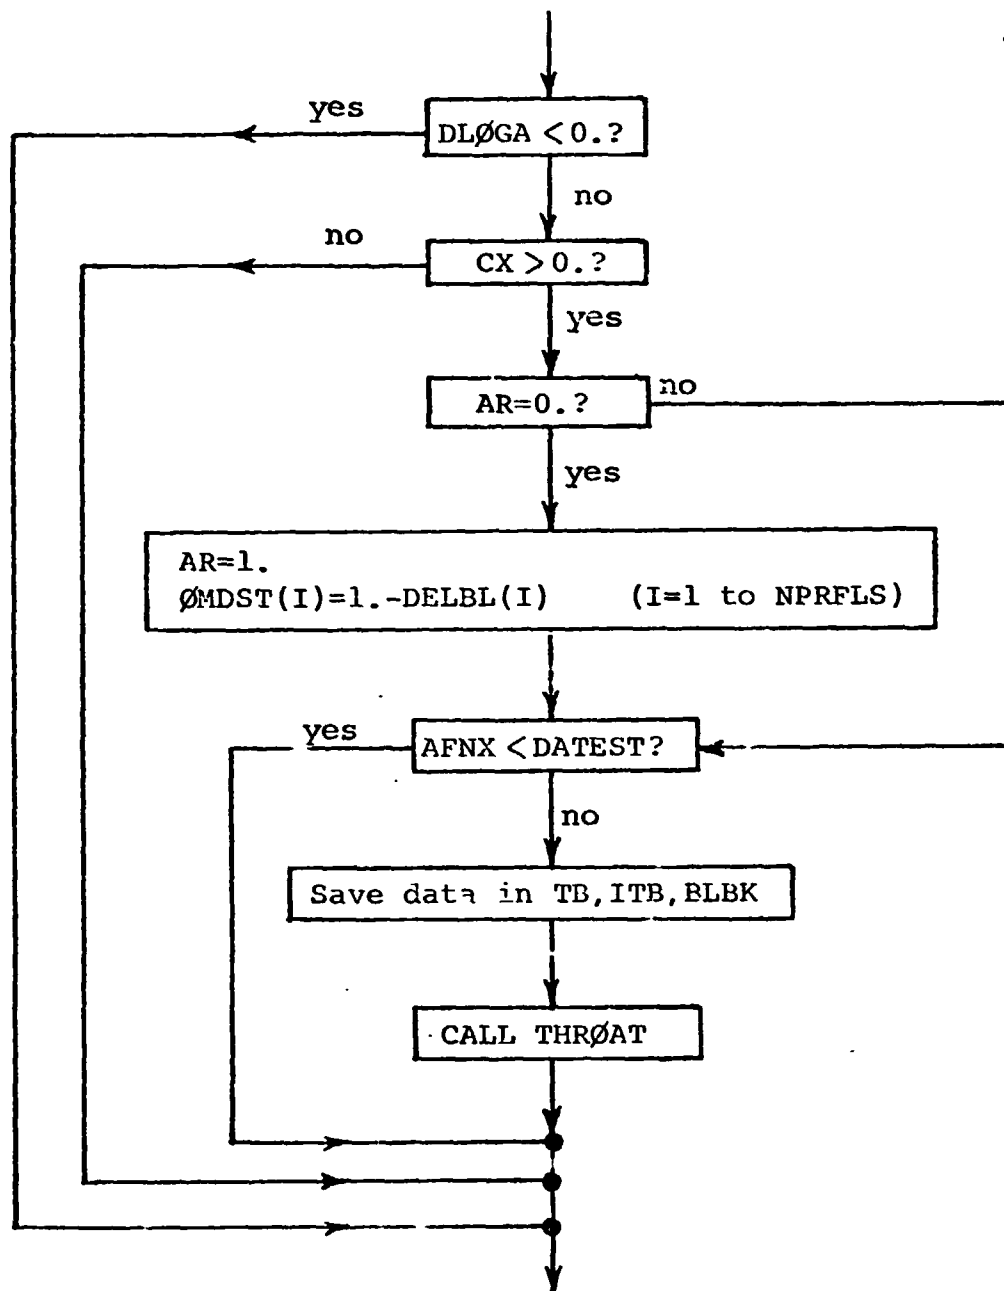 yes
DLØGA <0.?
no
no
CX >0.?
yes
AR=0.?
no
yes
AR=1.
ØMDST(I)=1.-DELBL(I) (I=1 to NPRFLS)
yes
AFNX <DATEST?
no
Save data in TB,ITB,BLBK
CALL THRØAT